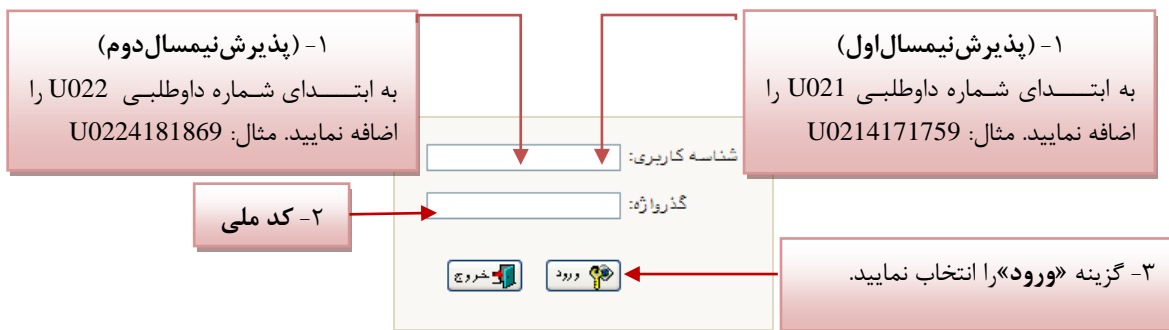 ۱- (پذیرش‌نیمسال‌اول)
به ابتدای شماره داوطلبی U021 را
اضافه نمایید. مثال: U0214171759
۱- (پذیرش‌نیمسال‌دوم)
به ابتدای شماره داوطلبی U022 را
اضافه نمایید. مثال: U0224181869
شناسه کاربری:
گذرواژه:
۲- کد ملی
ورود
خروج
۳- گزینه «ورود»را انتخاب نمایید.